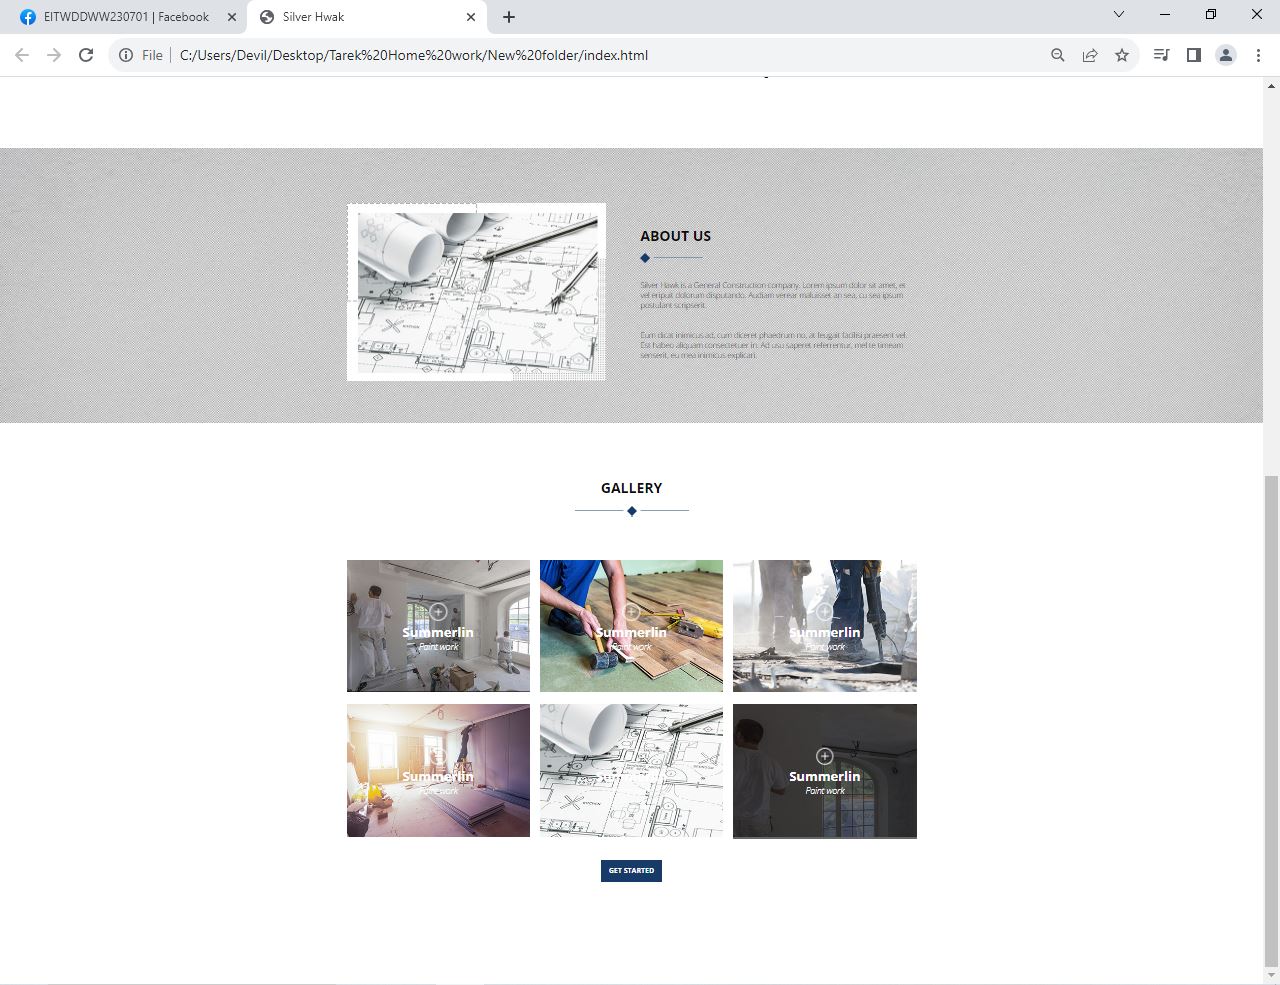 EITWDDWW230701 | Facebook
Silver Hwak
File
C:/Users/Devil/Desktop/Tarek%20Home%20work/New%20folder/index.html
ABOUT US
Silver Hawk is a General Construction company. Lorem ipsum dolor sit amet, et
vel eripuit dolorum disputando. Audiam verear maluisset an sea, cu sea ipsum
postulant scripserit.
Eum dicat inimicus ad, cum diceret phaedrum no, at feugait facilisi praesent vel.
Est habeo aliquam consectetuer in. Ad usu saperet referrentur, mel te timeam
senserit, eu mea inimicus explicari.
GALLERY
Summerlin
Paint work
Summerlin
Paint work
Summerlin
Paint work
Summerlin
Paint work
Summerlin
Paint work
GET STARTED